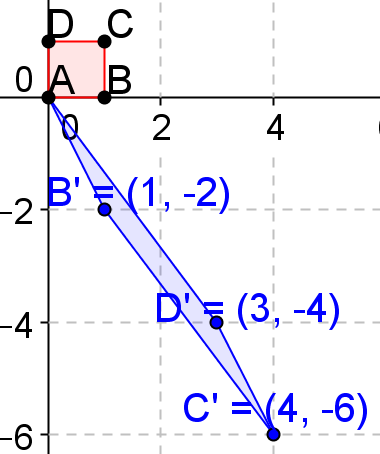 D C
0 A B
0 2 4
B' = (1, -2)
-2
D' = (3, -4)
-4
C' = (4, -6)
-6